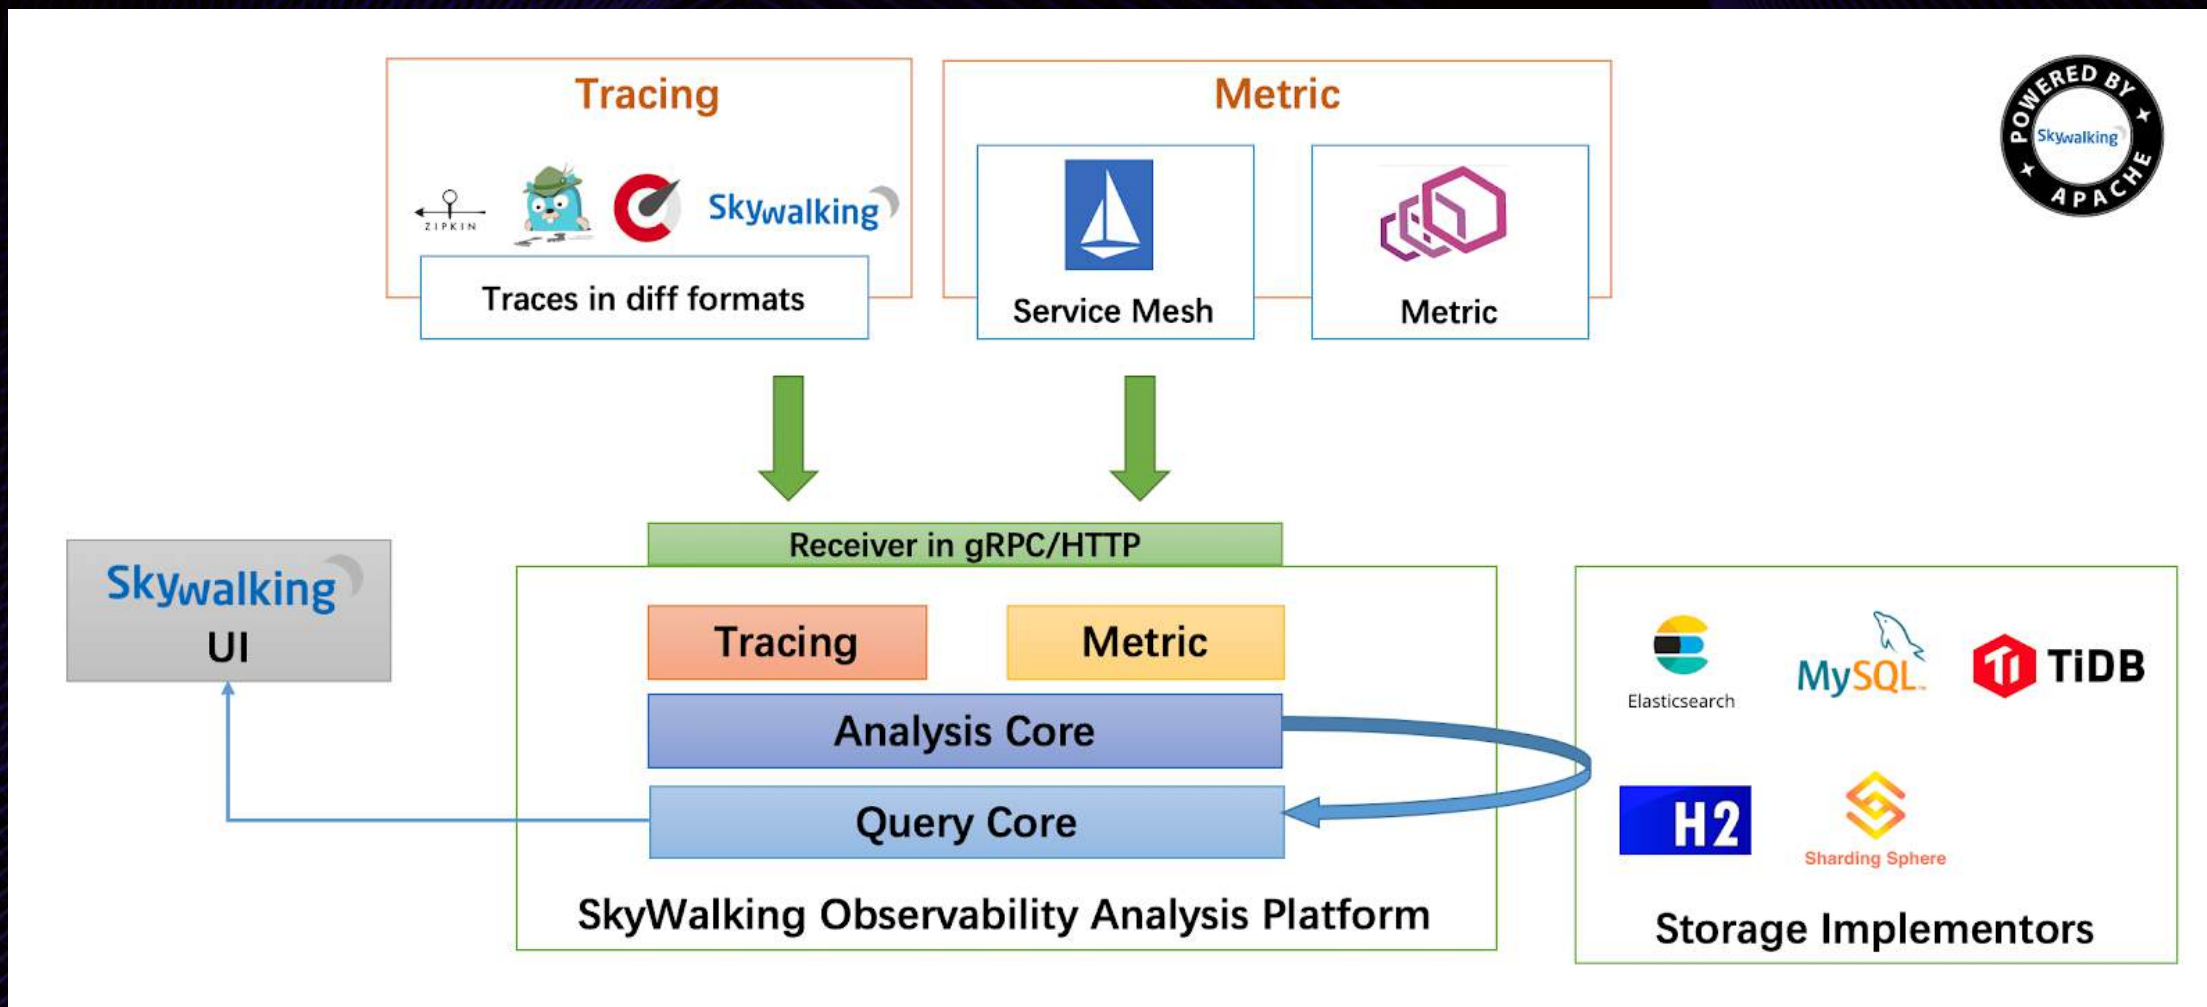 Tracing
Metric
POWERED BY
Skywalking
APACHE
ZIPKIN
Skywalking
Traces in diff formats
Service Mesh
Metric
Receiver in gRPC/HTTP
Skywalking
UI
Tracing
Metric
Analysis Core
Query Core
SkyWalking Observability Analysis Platform
Elasticsearch
MySQL
TiDB
H2
Sharding Sphere
Storage Implementors